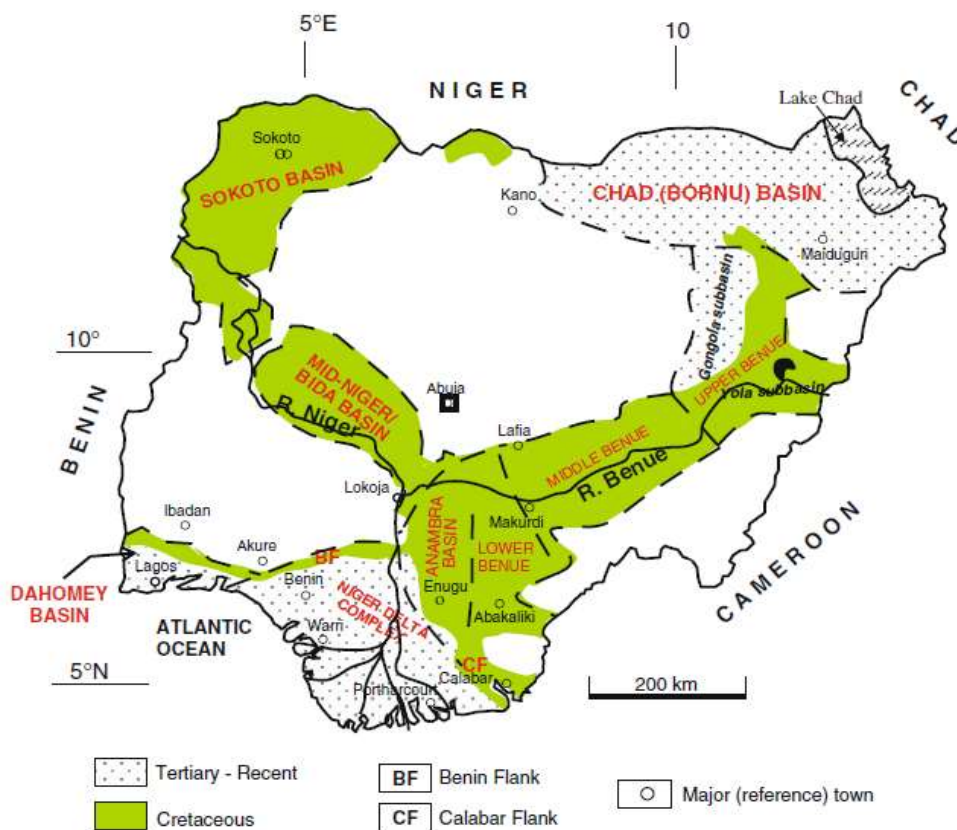 5°E
10
NIGER
CHAD
Lake Chad
Sokoto
SOKOTO BASIN
Kano
CHAD (BORNU) BASIN
Maiduguri
Gongola subbasin
10°
MID-NIGER/
BIDA BASIN
R. Niger
Abuja
UPPER BENUE
Yola subbasin
BENIN
Lafia
MIDDLE BENUE
R. Benue
Lokoja
Makurdi
CAMEROON
Ibadan
Akure
BF
ANAMBRA
BASIN
LOWER
BENUE
Lagos
DAHOMEY
BASIN
Benin
Enugu
Abakaliki
NIGER DELTA
COMPLEX
ATLANTIC
OCEAN
Warri
CF
Calabar
5°N
Portharcourt
200 km
Tertiary - Recent
BF Benin Flank
Major (reference) town
Cretaceous
CF Calabar Flank